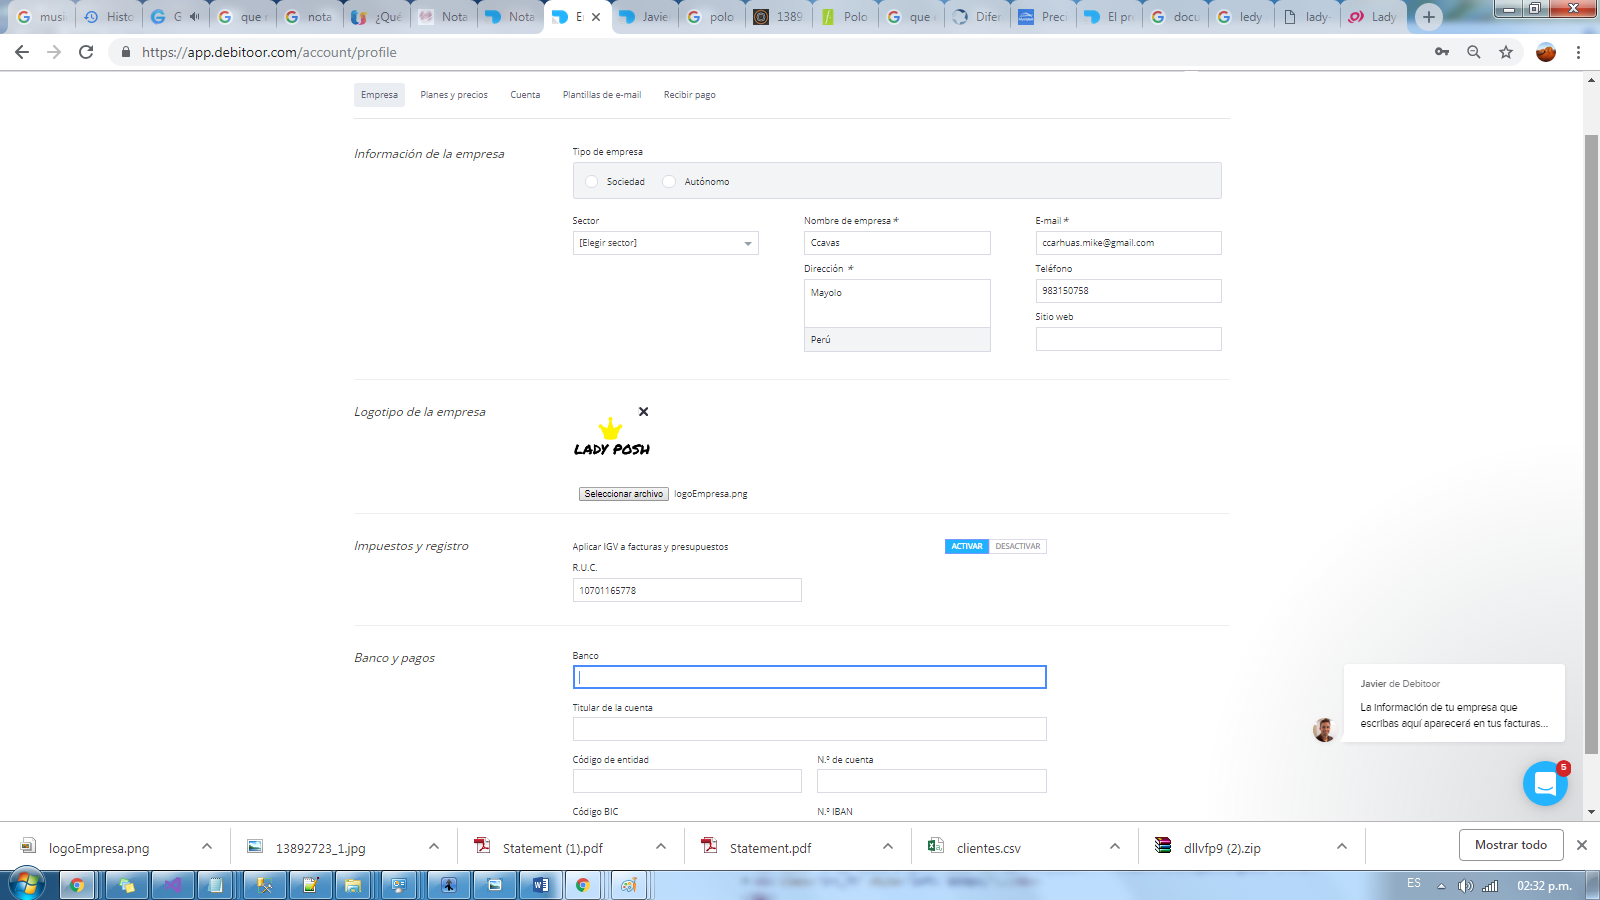 musi
Histo
G
que r
nota
¿Qué
Nota
Nota
E
Javie
polo
1389
Polo
que
Difer
Preci
El pr
docu
ledy
lady-
Lady
https://app.debitoor.com/account/profile
Empresa
Planes y precios
Cuenta
Plantillas de e-mail
Recibir pago
Información de la empresa
Tipo de empresa
Sociedad
Autónomo
Sector
Nombre de empresa *
E-mail *
[Elegir sector]
Ccavas
ccarhuas.mike@gmail.com
Dirección *
Teléfono
Mayolo
983150758
Sitio web
Perú
Logotipo de la empresa
LADY POSH
Seleccionar archivo
logoEmpresa.png
Impuestos y registro
Aplicar IGV a facturas y presupuestos
ACTIVAR
DESACTIVAR
R.U.C.
10701165778
Banco y pagos
Banco
Titular de la cuenta
Código de entidad
N.º de cuenta
Código BIC
N.º IBAN
Javier de Debitoor
La información de tu empresa que
escribas aquí aparecerá en tus facturas...
5
logoEmpresa.png
13892723_1.jpg
Statement (1).pdf
Statement.pdf
clientes.csv
dllvfp9 (2).zip
Mostrar todo
ES
02:32 p.m.